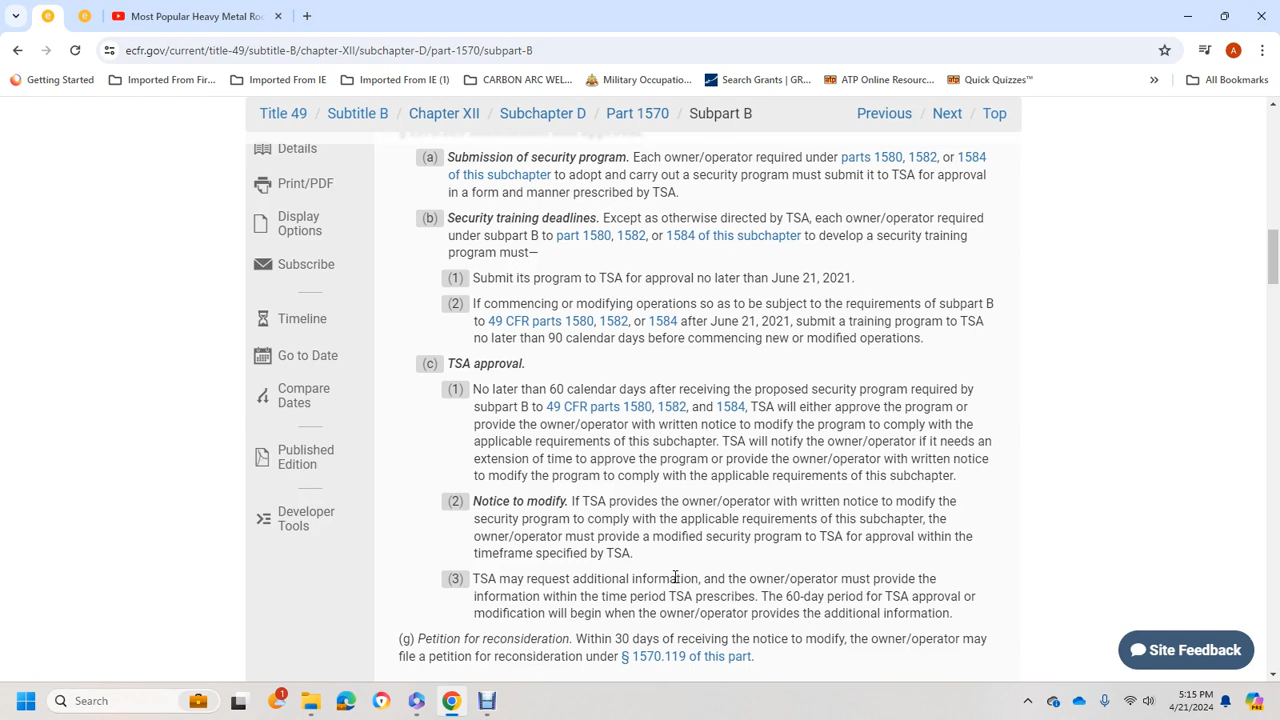 Most Popular Heavy Metal Ro
ecfr.gov/current/title-49/subtitle-B/chapter-XII/subchapter-D/part-1570/subpart-B
A
Getting Started
Imported From Fir...
Imported From IE
Imported From IE (1)
CARBON ARC WEL...
Military Occupatio...
Search Grants | GR...
ATP Online Resourc...
Quick Quizzes™
»
All Bookmarks
Title 49 / Subtitle B / Chapter XII / Subchapter D / Part 1570 / Subpart B
Previous / Next / Top
Details
Print/PDF
Display
Options
Subscribe
Timeline
Go to Date
Compare
Dates
Published
Edition
Developer
Tools
(a) Submission of security program. Each owner/operator required under parts 1580, 1582, or 1584
of this subchapter to adopt and carry out a security program must submit it to TSA for approval
in a form and manner prescribed by TSA.
(b) Security training deadlines. Except as otherwise directed by TSA, each owner/operator required
under subpart B to part 1580, 1582, or 1584 of this subchapter to develop a security training
program must—
(1) Submit its program to TSA for approval no later than June 21, 2021.
(2) If commencing or modifying operations so as to be subject to the requirements of subpart B
to 49 CFR parts 1580, 1582, or 1584 after June 21, 2021, submit a training program to TSA
no later than 90 calendar days before commencing new or modified operations.
(c) TSA approval.
(1) No later than 60 calendar days after receiving the proposed security program required by
subpart B to 49 CFR parts 1580, 1582, and 1584, TSA will either approve the program or
provide the owner/operator with written notice to modify the program to comply with the
applicable requirements of this subchapter. TSA will notify the owner/operator if it needs an
extension of time to approve the program or provide the owner/operator with written notice
to modify the program to comply with the applicable requirements of this subchapter.
(2) Notice to modify. If TSA provides the owner/operator with written notice to modify the
security program to comply with the applicable requirements of this subchapter, the
owner/operator must provide a modified security program to TSA for approval within the
timeframe specified by TSA.
(3) TSA may request additional information, and the owner/operator must provide the
information within the time period TSA prescribes. The 60-day period for TSA approval or
modification will begin when the owner/operator provides the additional information.
(g) Petition for reconsideration. Within 30 days of receiving the notice to modify, the owner/operator may
file a petition for reconsideration under § 1570.119 of this part.
Site Feedback
Search
1
5:15 PM
4/21/2024